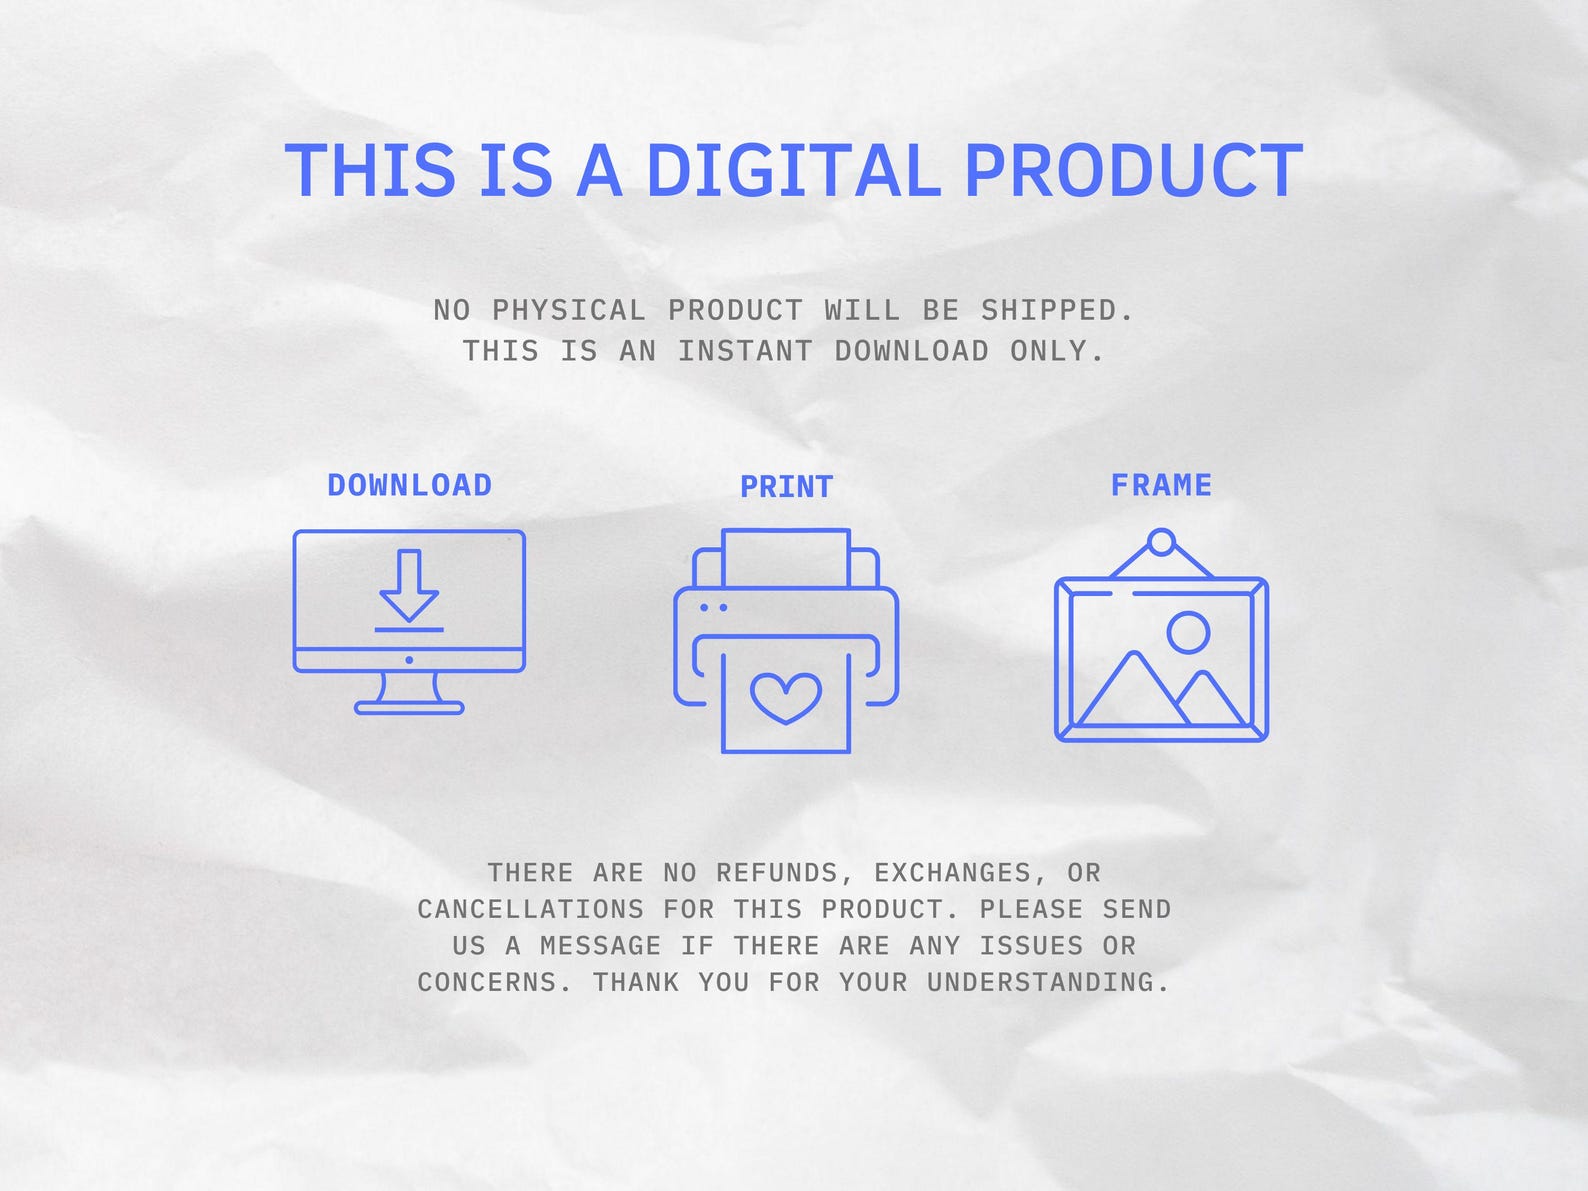 THIS IS A DIGITAL PRODUCT
NO PHYSICAL PRODUCT WILL BE SHIPPED.
THIS IS AN INSTANT DOWNLOAD ONLY.
DOWNLOAD
PRINT
FRAME
THERE ARE NO REFUNDS, EXCHANGES, OR
CANCELLATIONS FOR THIS PRODUCT. PLEASE SEND
US A MESSAGE IF THERE ARE ANY ISSUES OR
CONCERNS. THANK YOU FOR YOUR UNDERSTANDING.